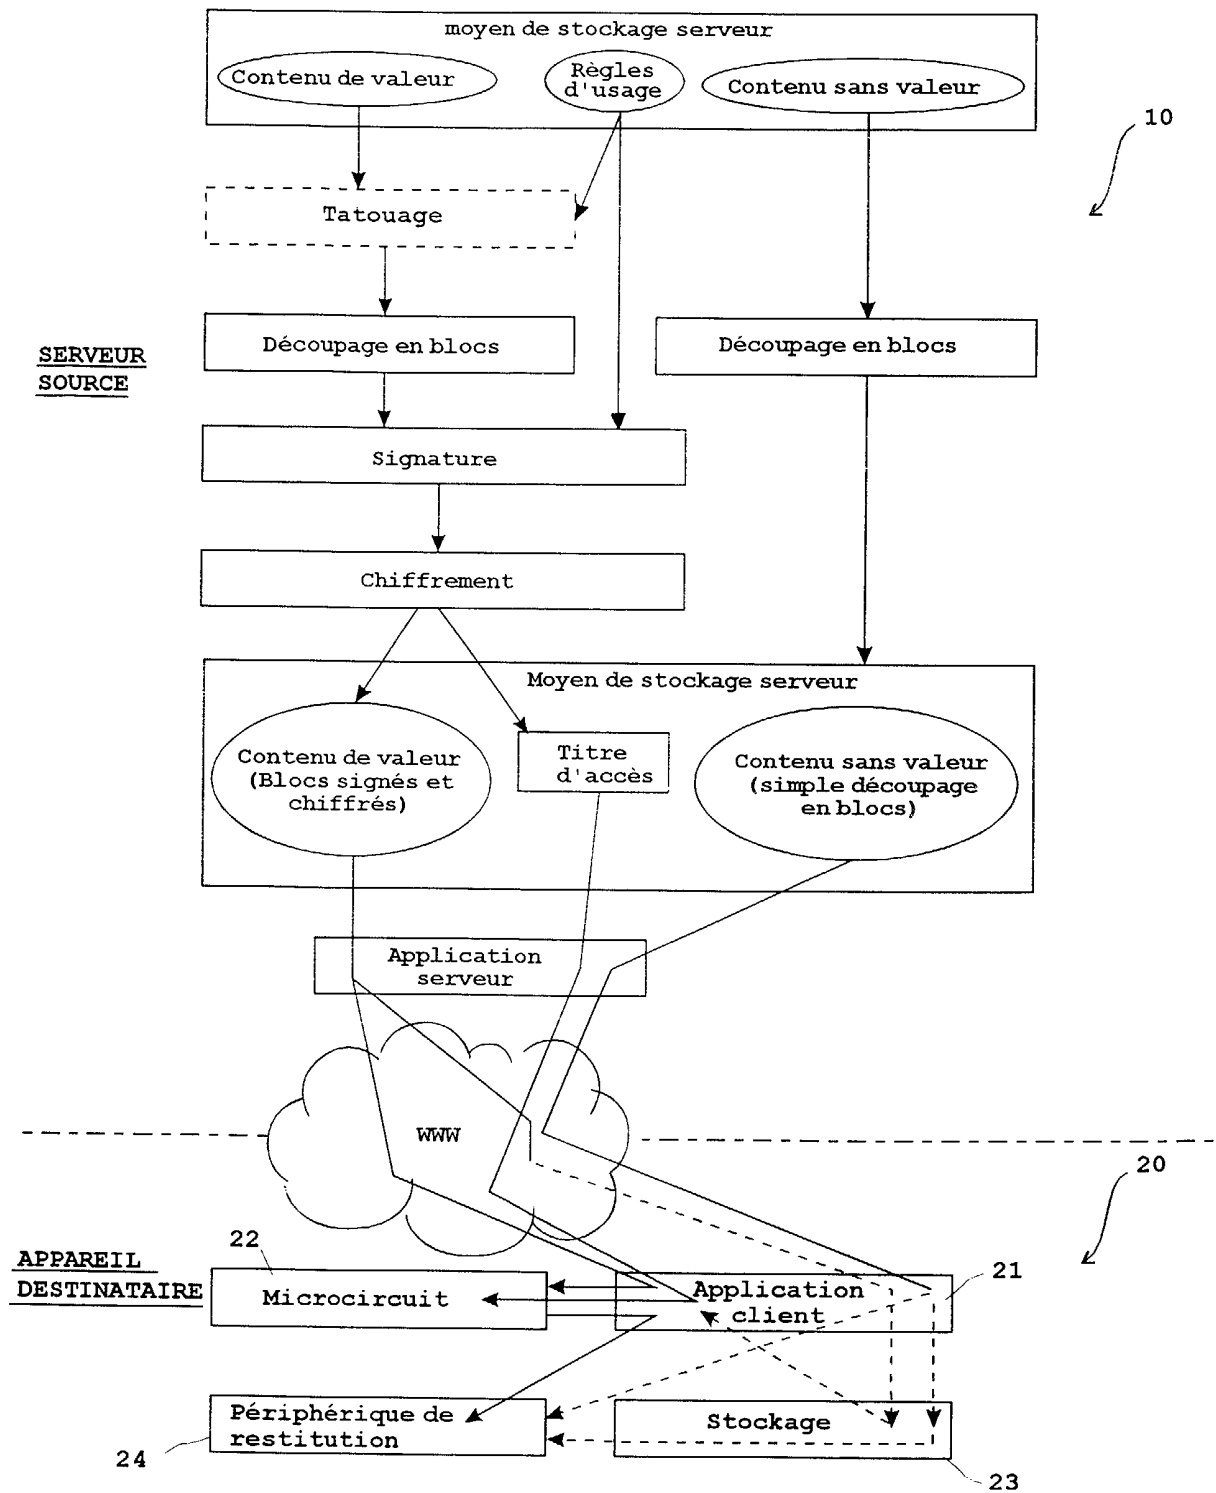 moyen de stockage serveur
Contenu de valeur
Règles
d'usage
Contenu sans valeur
10
Tatouage
Découpage en blocs
Découpage en blocs
SERVEUR
SOURCE
Signature
Chiffrement
Moyen de stockage serveur
Contenu de valeur
(Blocs signés et
chiffrés)
Titre
d'accès
Contenu sans valeur
(simple découpage
en blocs)
Application
serveur
WWW
20
APPAREIL
DESTINATAIRE
22
Microcircuit
Application
client
21
Périphérique de
restitution
Stockage
24
23